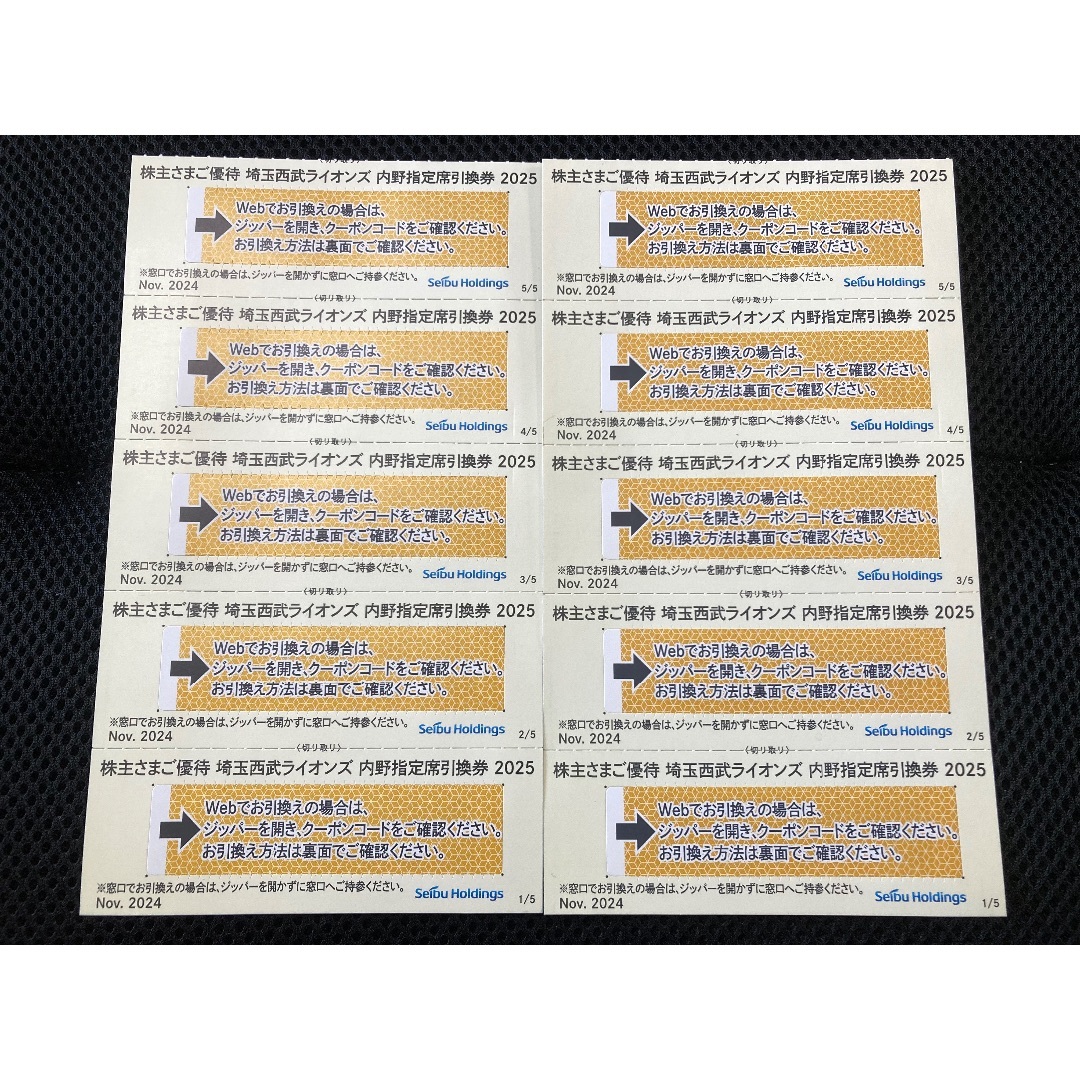 〈切り取り〉
株主さまご優待 埼玉西武ライオンズ 内野指定席引換券 2025
Webでお引換えの場合は、
ジッパーを開き、クーポンコードをご確認ください。
お引換え方法は裏面でご確認ください。
※窓口でお引換えの場合は、ジッパーを開かずに窓口へご持参ください。
Nov. 2024
Seibu Holdings
5/5
株主さまご優待 埼玉西武ライオンズ 内野指定席引換券 2025
〈切り取り〉
Webでお引換えの場合は、
ジッパーを開き、クーポンコードをご確認ください。
お引換え方法は裏面でご確認ください。
※窓口でお引換えの場合は、ジッパーを開かずに窓口へご持参ください。
Nov. 2024
Seibu Holdings
4/5
〈切り取り〉
株主さまご優待 埼玉西武ライオンズ 内野指定席引換券 2025
Webでお引換えの場合は、
ジッパーを開き、クーポンコードをご確認ください。
お引換え方法は裏面でご確認ください。
※窓口でお引換えの場合は、ジッパーを開かずに窓口へご持参ください。
Nov. 2024
Seibu Holdings
3/5
〈切り取り〉
株主さまご優待 埼玉西武ライオンズ 内野指定席引換券 2025
Webでお引換えの場合は、
ジッパーを開き、クーポンコードをご確認ください。
お引換え方法は裏面でご確認ください。
※窓口でお引換えの場合は、ジッパーを開かずに窓口へご持参ください。
Nov. 2024
Seibu Holdings
2/5
〈切り取り〉
株主さまご優待 埼玉西武ライオンズ 内野指定席引換券 2025
Webでお引換えの場合は、
ジッパーを開き、クーポンコードをご確認ください。
お引換え方法は裏面でご確認ください。
※窓口でお引換えの場合は、ジッパーを開かずに窓口へご持参ください。
Nov. 2024
Seibu Holdings
1/5
〈切り取り〉
株主さまご優待 埼玉西武ライオンズ 内野指定席引換券 2025
Webでお引換えの場合は、
ジッパーを開き、クーポンコードをご確認ください。
お引換え方法は裏面でご確認ください。
※窓口でお引換えの場合は、ジッパーを開かずに窓口へご持参ください。
Nov. 2024
Seibu Holdings
5/5
〈切り取り〉
株主さまご優待 埼玉西武ライオンズ 内野指定席引換券 2025
Webでお引換えの場合は、
ジッパーを開き、クーポンコードをご確認ください。
お引換え方法は裏面でご確認ください。
※窓口でお引換えの場合は、ジッパーを開かずに窓口へご持参ください。
Nov. 2024
Seibu Holdings
4/5
〈切り取り〉
株主さまご優待 埼玉西武ライオンズ 内野指定席引換券 2025
Webでお引換えの場合は、
ジッパーを開き、クーポンコードをご確認ください。
お引換え方法は裏面でご確認ください。
※窓口でお引換えの場合は、ジッパーを開かずに窓口へご持参ください。
Nov. 2024
Seibu Holdings
3/5
〈切り取り〉
株主さまご優待 埼玉西武ライオンズ 内野指定席引換券 2025
Webでお引換えの場合は、
ジッパーを開き、クーポンコードをご確認ください。
お引換え方法は裏面でご確認ください。
※窓口でお引換えの場合は、ジッパーを開かずに窓口へご持参ください。
Nov. 2024
Seibu Holdings
2/5
〈切り取り〉
株主さまご優待 埼玉西武ライオンズ 内野指定席引換券 2025
Webでお引換えの場合は、
ジッパーを開き、クーポンコードをご確認ください。
お引換え方法は裏面でご確認ください。
※窓口でお引換えの場合は、ジッパーを開かずに窓口へご持参ください。
Nov. 2024
Seibu Holdings
1/5